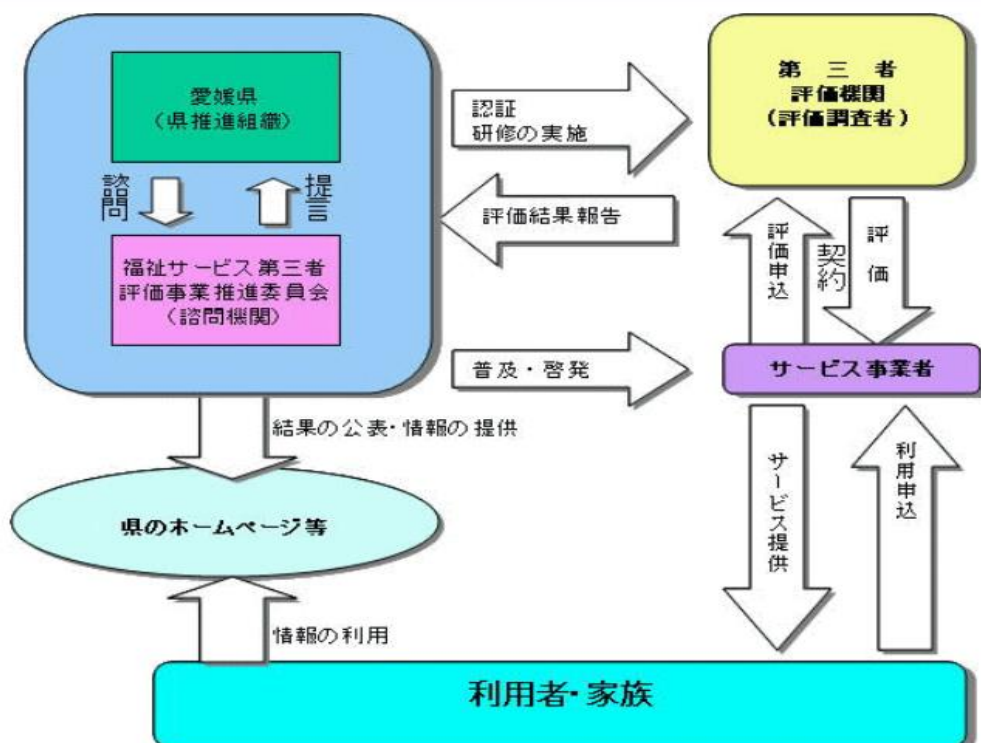 愛媛県
(県推進組織)
諮問
提言
福祉サービス第三者
評価事業推進委員会
(諮問機関)
認証
研修の実施
評価結果報告
普及・啓発
第三者
評価機関
(評価調査者)
評価申込
契約
評価
サービス事業者
結果の公表・情報の提供
県のホームページ等
情報の利用
サービス提供
利用申込
利用者・家族